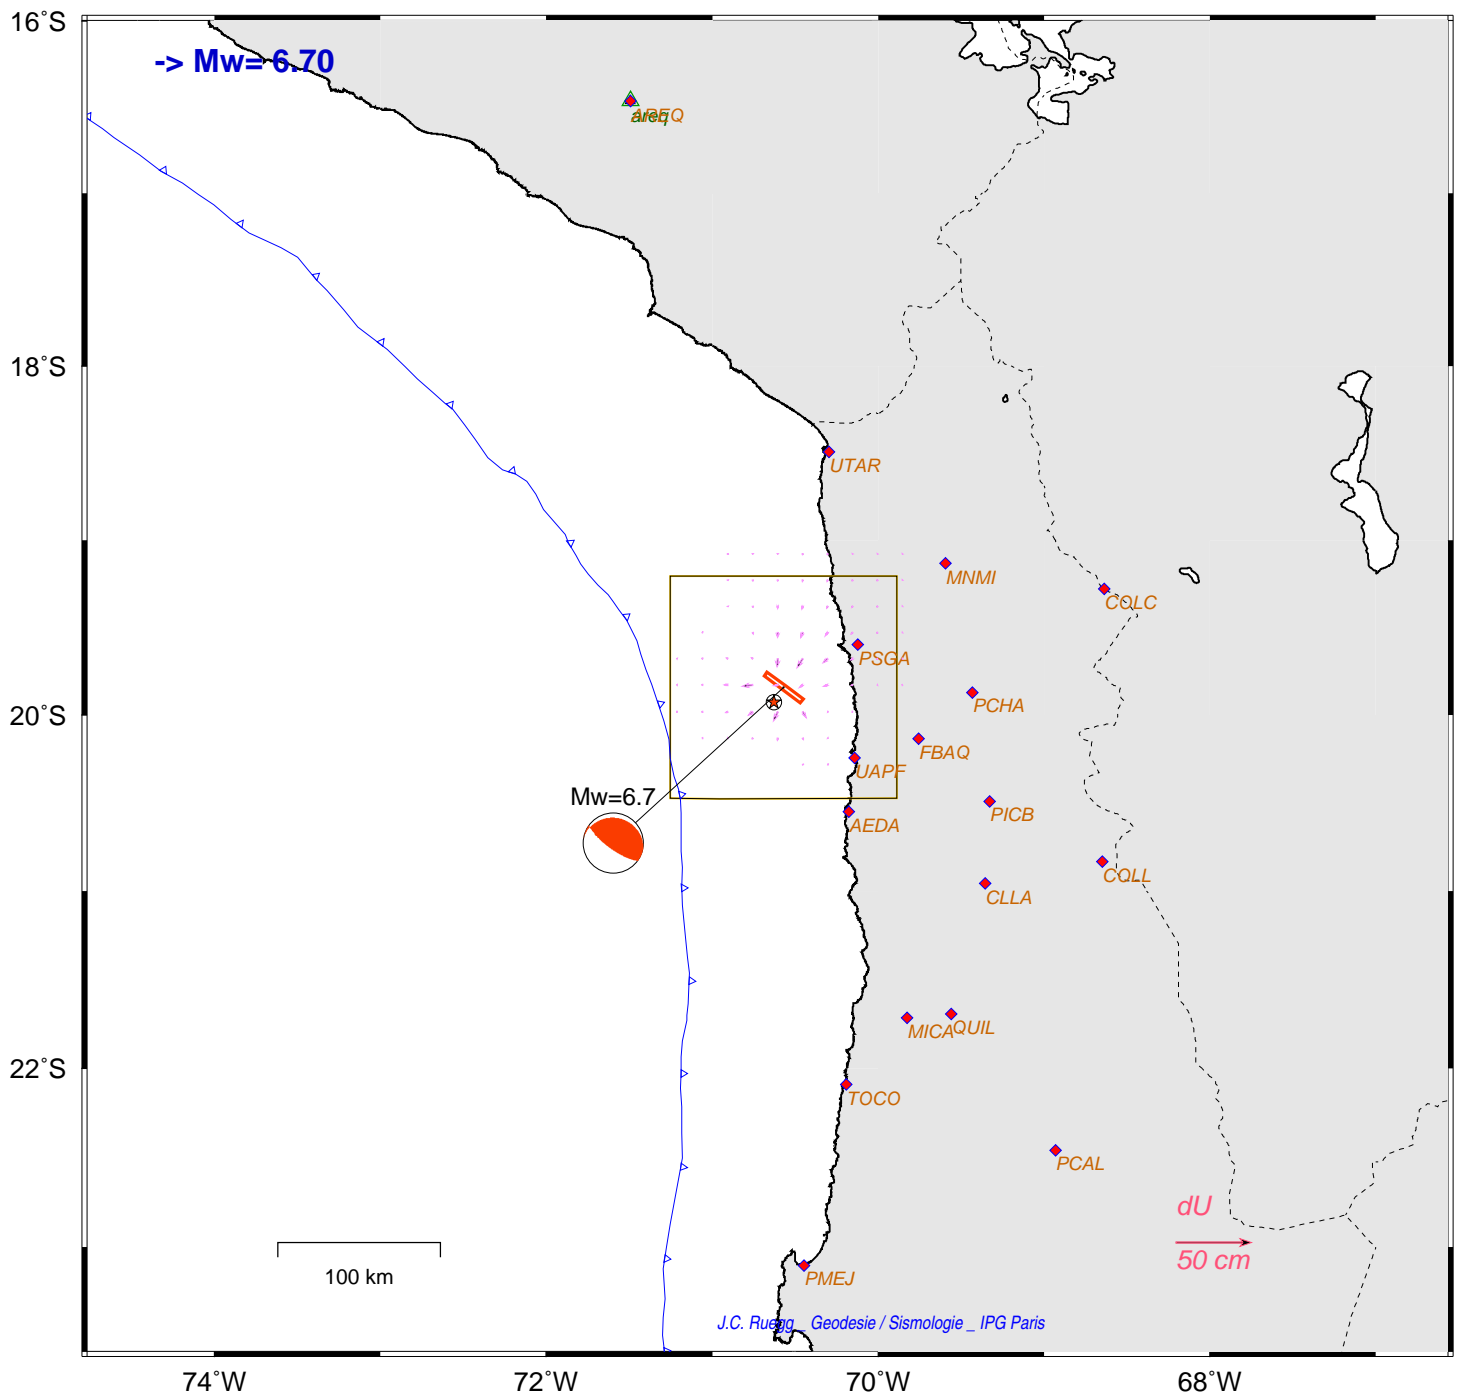 16°S
-> Mw= 6.70
AREQ
areq
18°S
UTAR
MNMI
COLC
PSGA
PCHA
20°S
FBAQ
UAPF
Mw=6.7
PICB
AEDA
COLL
CLLA
MICA
QUIL
22°S
TOCO
PCAL
dU
50 cm
100 km
PMEJ
J.C. Ruegg _ Geodesie / Sismologie _ IPG Paris
74°W
72°W
70°W
68°W